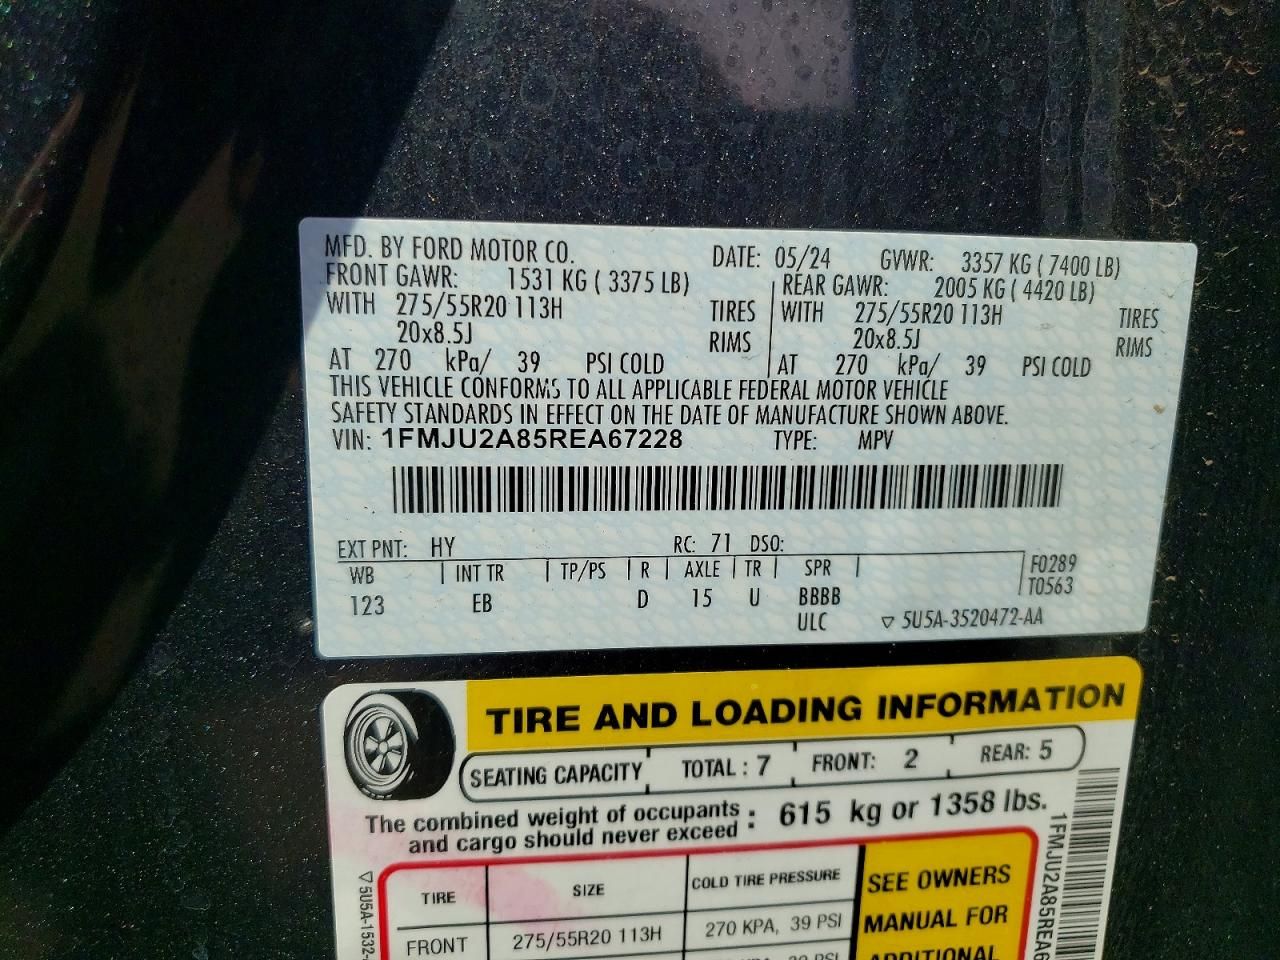 MFD. BY FORD MOTOR CO. DATE: 05/24 GVWR: 3357 KG ( 7400 LB)
FRONT GAWR: 1531 KG ( 3375 LB) REAR GAWR: 2005 KG ( 4420 LB)
WITH 275/55R20 113H TIRES WITH 275/55R20 113H TIRES
20x8.5J RIMS 20x8.5J RIMS
AT 270 kPa/ 39 PSI COLD AT 270 kPa/ 39 PSI COLD
THIS VEHICLE CONFORMS TO ALL APPLICABLE FEDERAL MOTOR VEHICLE
SAFETY STANDARDS IN EFFECT ON THE DATE OF MANUFACTURE SHOWN ABOVE.
VIN: 1FMJU2A85REA67228 TYPE: MPV
EXT PNT: HY RC: 71 DSO:
WB INT TR TP/PS R AXLE TR SPR F0289
123 EB D 15 U BBBB T0563
ULC ▽ 5U5A-3520472-AA
TIRE AND LOADING INFORMATION
SEATING CAPACITY TOTAL : 7 FRONT: 2 REAR: 5
The combined weight of occupants and cargo should never exceed : 615 kg or 1358 lbs.
TIRE SIZE COLD TIRE PRESSURE
FRONT 275/55R20 113H 270 KPA, 39 PSI
SEE OWNERS
MANUAL FOR
ADDITIONAL
▽ 5U5A-1532-
1FMJU2A85REA6